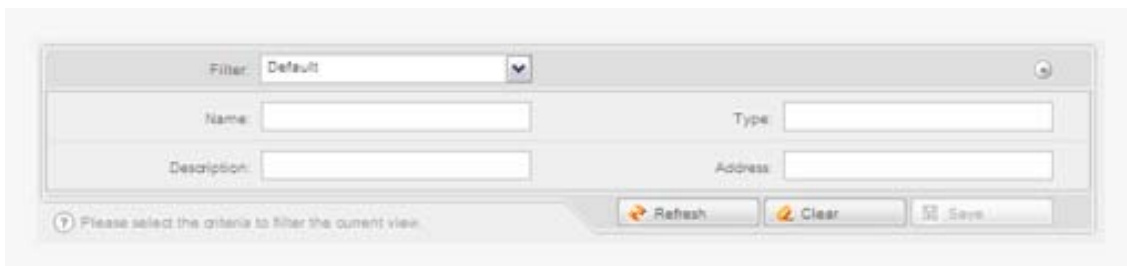 Filter: Default
Name: Type:
Description: Address:
Please select the criteria to filter the current view.
Refresh Clear Save